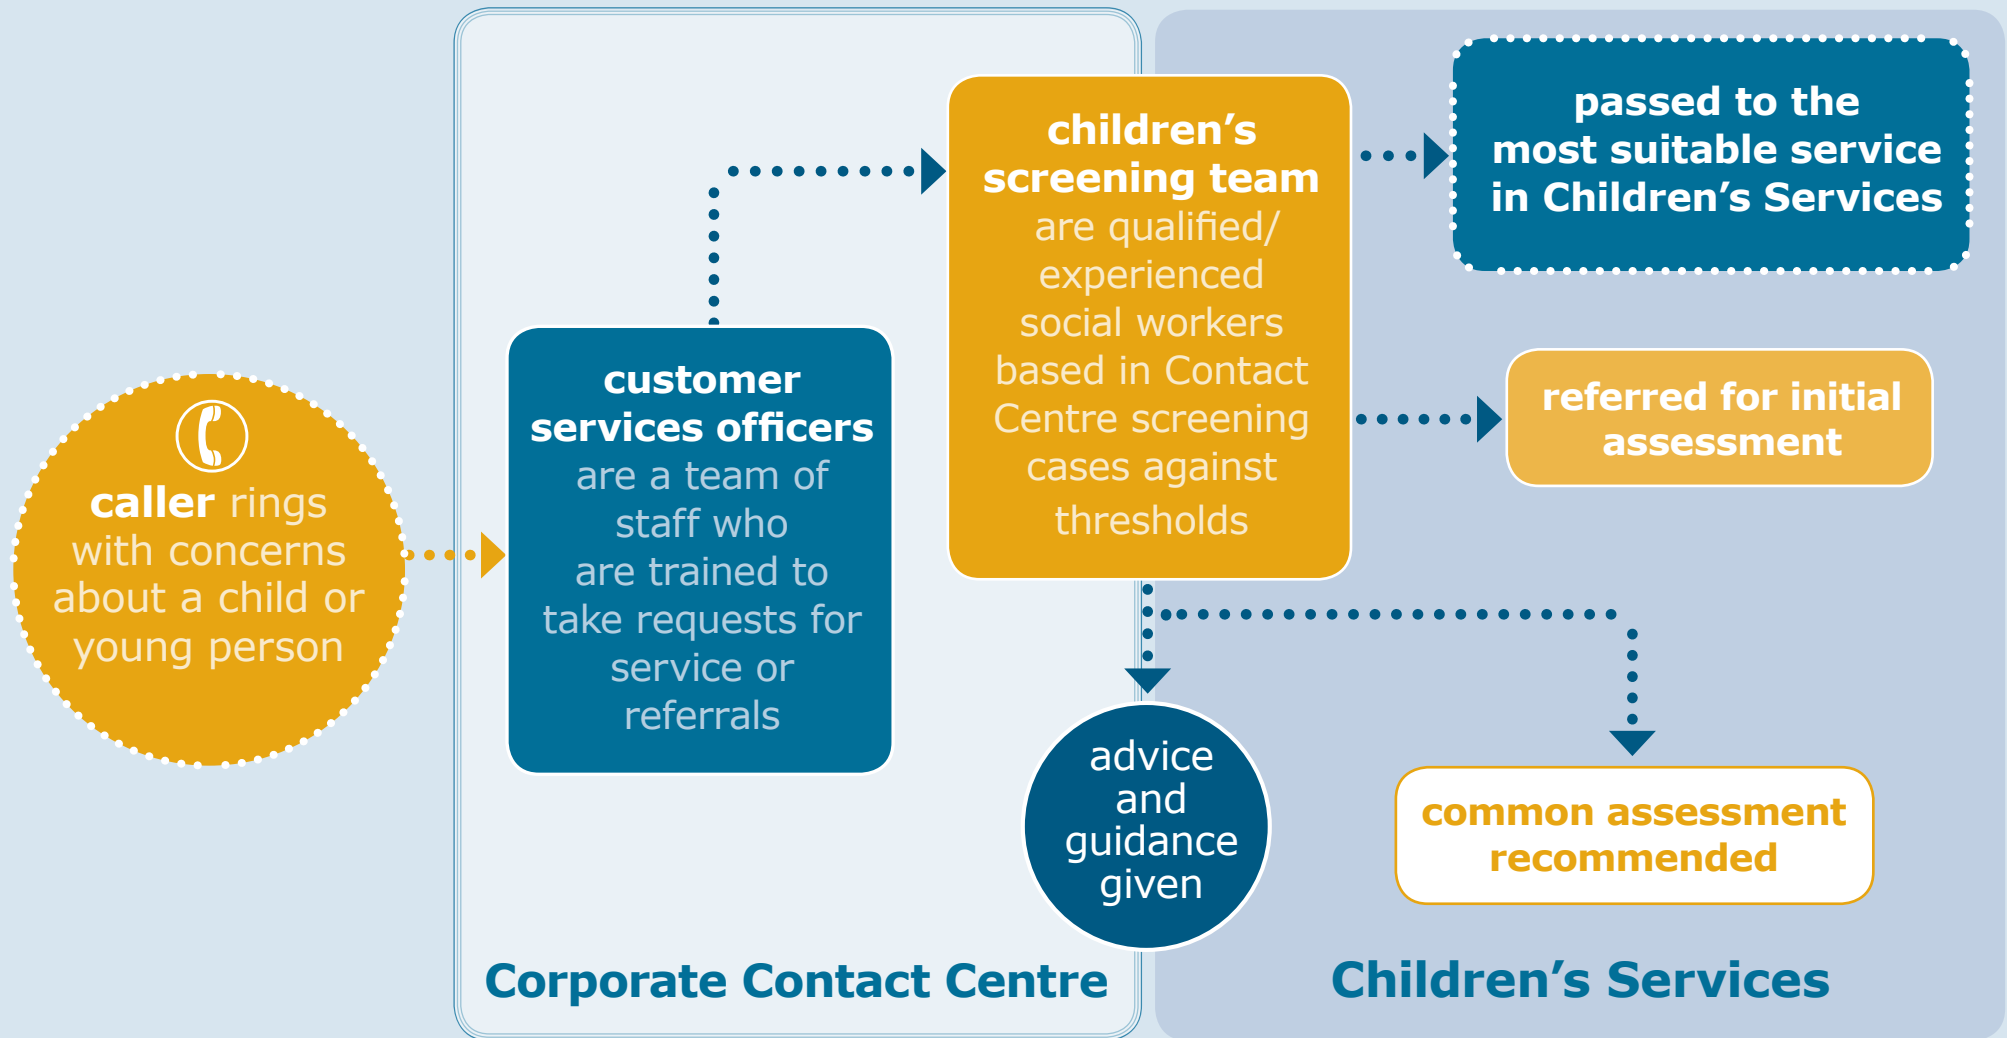 caller rings
with concerns
about a child or
young person
customer
services officers
are a team of
staff who
are trained to
take requests for
service or
referrals
children’s
screening team
are qualified/
experienced
social workers
based in Contact
Centre screening
cases against
thresholds
passed to the
most suitable service
in Children’s Services
referred for initial
assessment
advice
and
guidance
given
common assessment
recommended
Corporate Contact Centre
Children’s Services